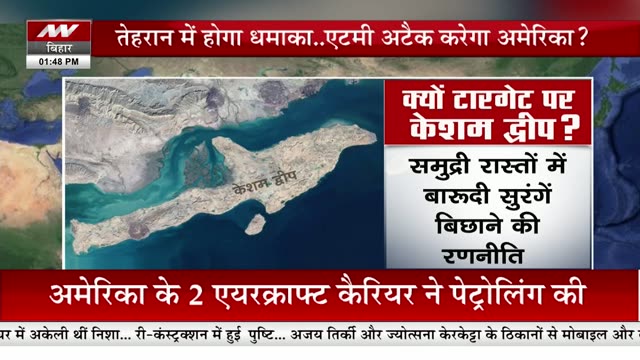 तेहरान में होगा धमाका..एटमी अटैक करेगा अमेरिका?
बिहार
01:48 PM
क्यों टारगेट पर
केशम द्वीप?
केशम द्वीप
समुद्री रास्तों में
बारूदी सुरंगें
बिछाने की
रणनीति
अमेरिका के 2 एयरक्राफ्ट कैरियर ने पेट्रोलिंग की
में अकेली थीं निशा... री-कंस्ट्रक्शन में हुई पुष्टि... अजय तिर्की और ज्योत्सना केरकेट्टा के ठिकानों से मोबाइल और